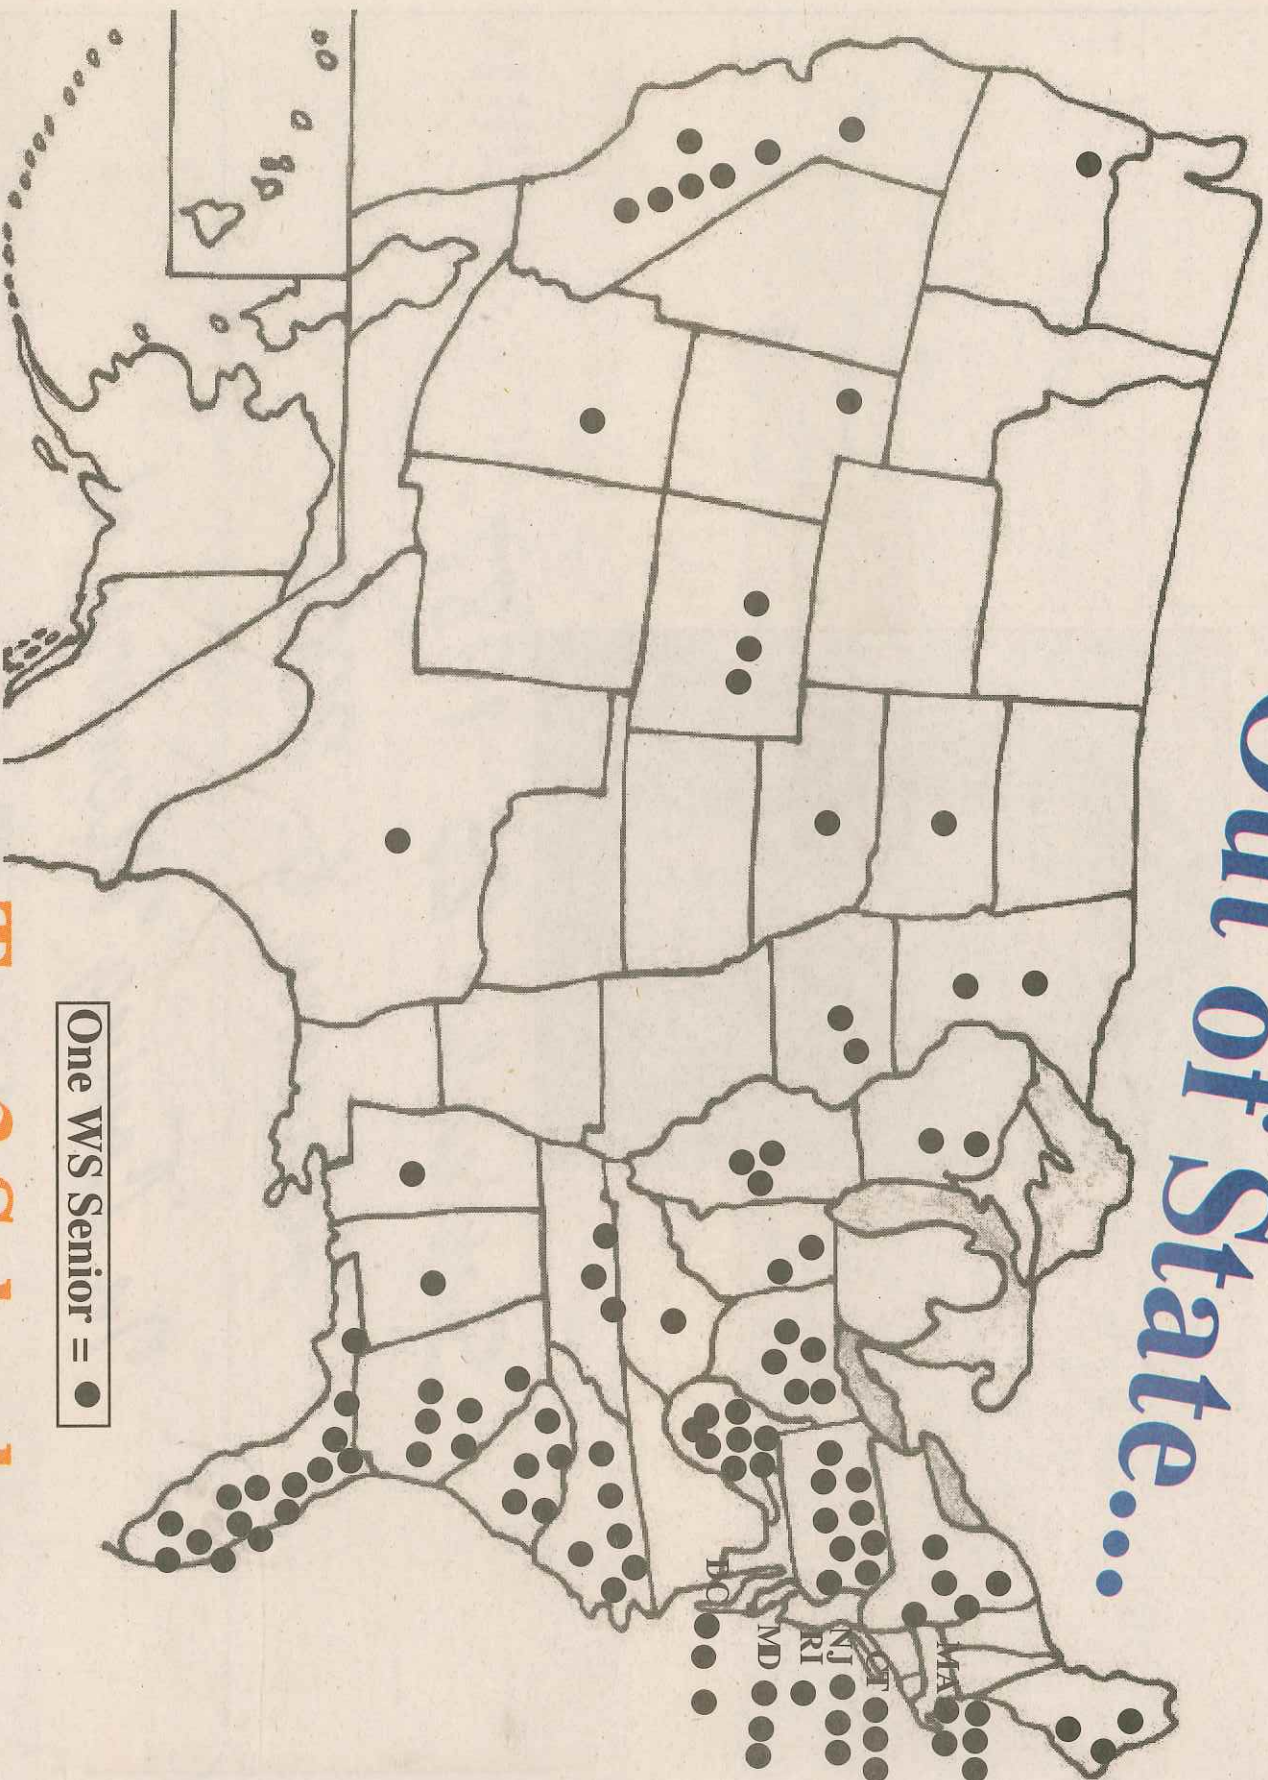 Out of State...
MA
CT
NJ
RI
MD
DC
One WS Senior = ●